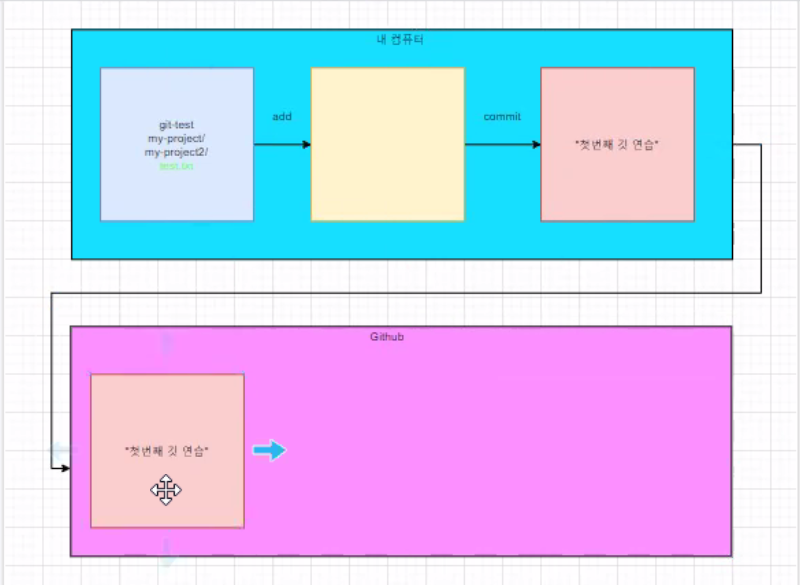 내 컴퓨터
git-test
my-project/
my-project2/
test.txt
add
commit
"첫번째 깃 연습"
Github
"첫번째 깃 연습"